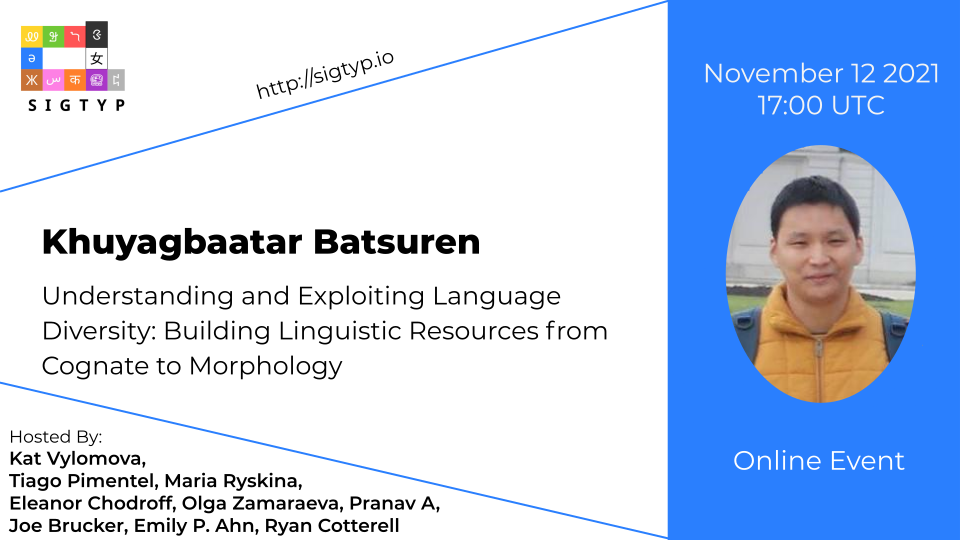 SIGTYP
http://sigtyp.io
November 12 2021
17:00 UTC
Khuyagbaatar Batsuren
Understanding and Exploiting Language
Diversity: Building Linguistic Resources from
Cognate to Morphology
Online Event
Hosted By:
Kat Vylomova,
Tiago Pimentel, Maria Ryskina,
Eleanor Chodroff, Olga Zamaraeva, Pranav A,
Joe Brucker, Emily P. Ahn, Ryan Cotterell